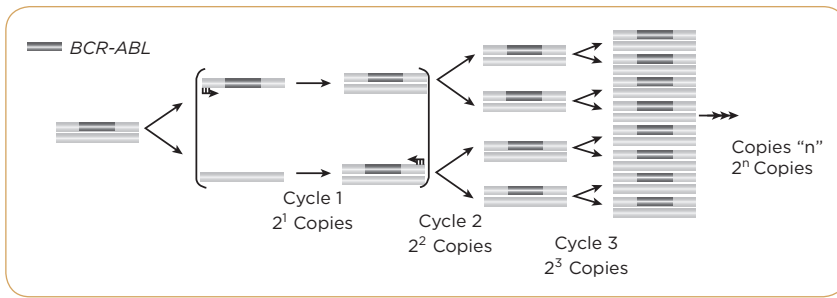 BCR-ABL
Cycle 1
2¹ Copies
Cycle 2
2² Copies
Cycle 3
2³ Copies
Copies “n”
2ⁿ Copies